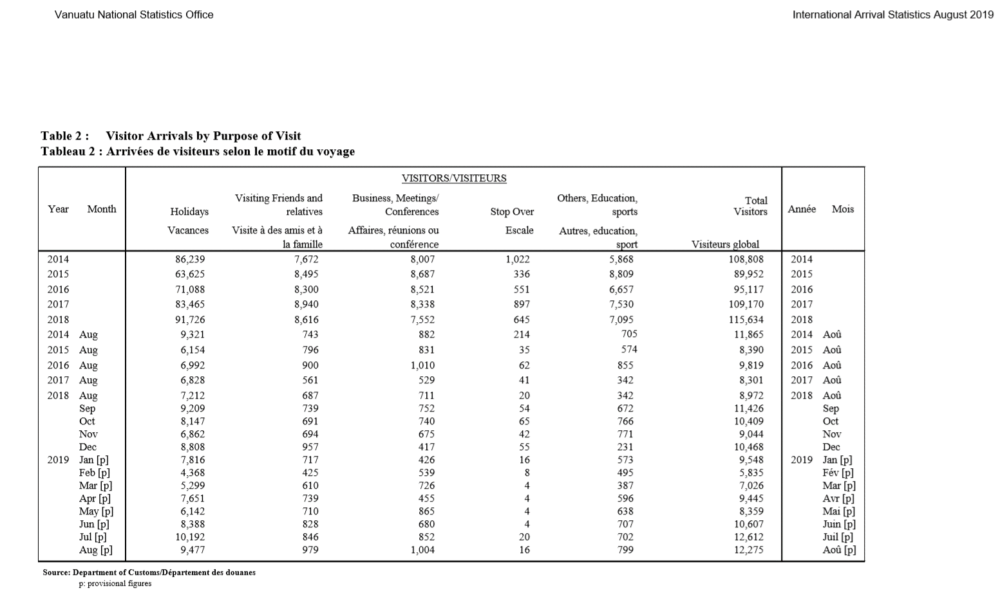 Vanuatu National Statistics Office International Arrival Statistics August 2019
Table 2 : Visitor Arrivals by Purpose of Visit
Tableau 2 : Arrivées de visiteurs selon le motif du voyage
VISITORS/VISITEURS
Year Month Holidays Visiting Friends and relatives Business, Meetings/ Conferences Stop Over Others, Education, sports Total Visitors Année Mois
Vacances Visite à des amis et à la famille Affaires, réunions ou conférence Escale Autres, education, sport Visiteurs global
2014 86,239 7,672 8,007 1,022 5,868 108,808 2014
2015 63,625 8,495 8,687 336 8,809 89,952 2015
2016 71,088 8,300 8,521 551 6,657 95,117 2016
2017 83,465 8,940 8,338 897 7,530 109,170 2017
2018 91,726 8,616 7,552 645 7,095 115,634 2018
2014 Aug 9,321 743 882 214 705 11,865 2014 Aoû
2015 Aug 6,154 796 831 35 574 8,390 2015 Aoû
2016 Aug 6,992 900 1,010 62 855 9,819 2016 Aoû
2017 Aug 6,828 561 529 41 342 8,301 2017 Aoû
2018 Aug 7,212 687 711 20 342 8,972 2018 Aoû
Sep 9,209 739 752 54 672 11,426 Sep
Oct 8,147 691 740 65 766 10,409 Oct
Nov 6,862 694 675 42 771 9,044 Nov
Dec 8,808 957 417 55 231 10,468 Dec
2019 Jan [p] 7,816 717 426 16 573 9,548 2019 Jan [p]
Feb [p] 4,368 425 539 8 495 5,835 Fév [p]
Mar [p] 5,299 610 726 4 387 7,026 Mar [p]
Apr [p] 7,651 739 455 4 596 9,445 Avr [p]
May [p] 6,142 710 865 4 638 8,359 Mai [p]
Jun [p] 8,388 828 680 4 707 10,607 Juin [p]
Jul [p] 10,192 846 852 20 702 12,612 Juil [p]
Aug [p] 9,477 979 1,004 16 799 12,275 Aoû [p]
Source: Department of Customs/Département des douanes
p: provisional figures